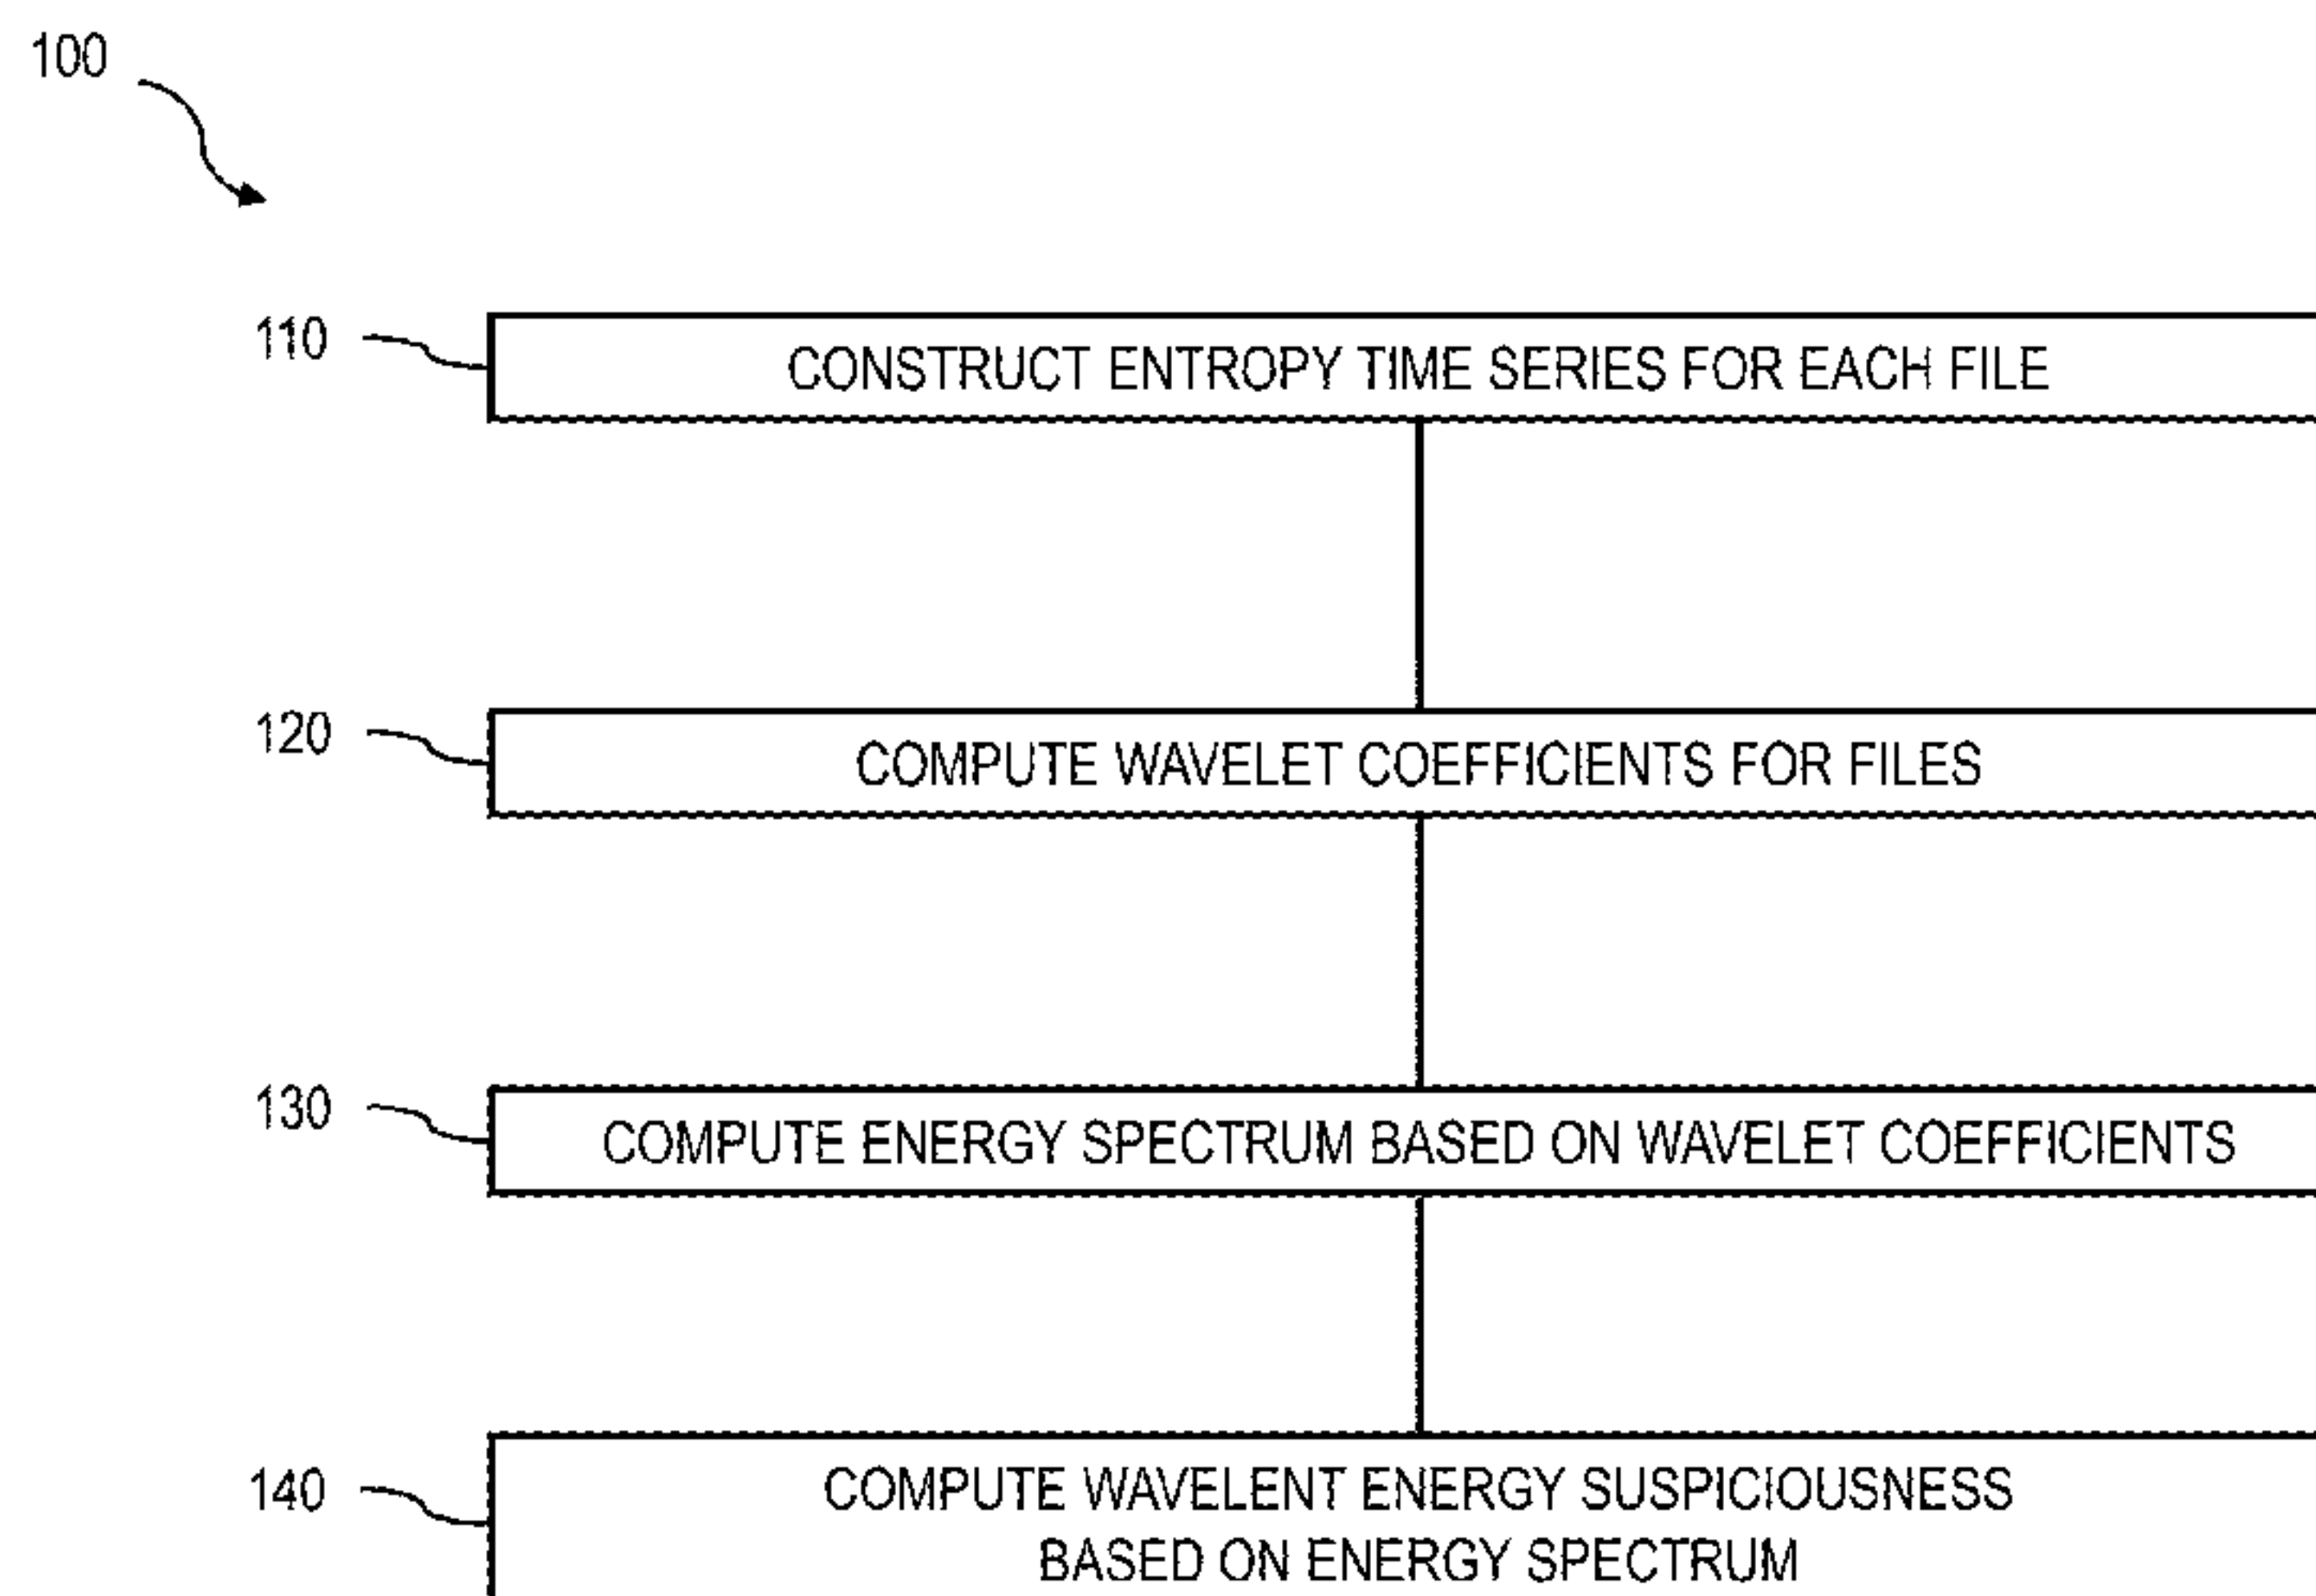 100
110
CONSTRUCT ENTROPY TIME SERIES FOR EACH FILE
120
COMPUTE WAVELET COEFFICIENTS FOR FILES
130
COMPUTE ENERGY SPECTRUM BASED ON WAVELET COEFFICIENTS
140
COMPUTE WAVELENT ENERGY SUSPICIOUSNESS
BASED ON ENERGY SPECTRUM